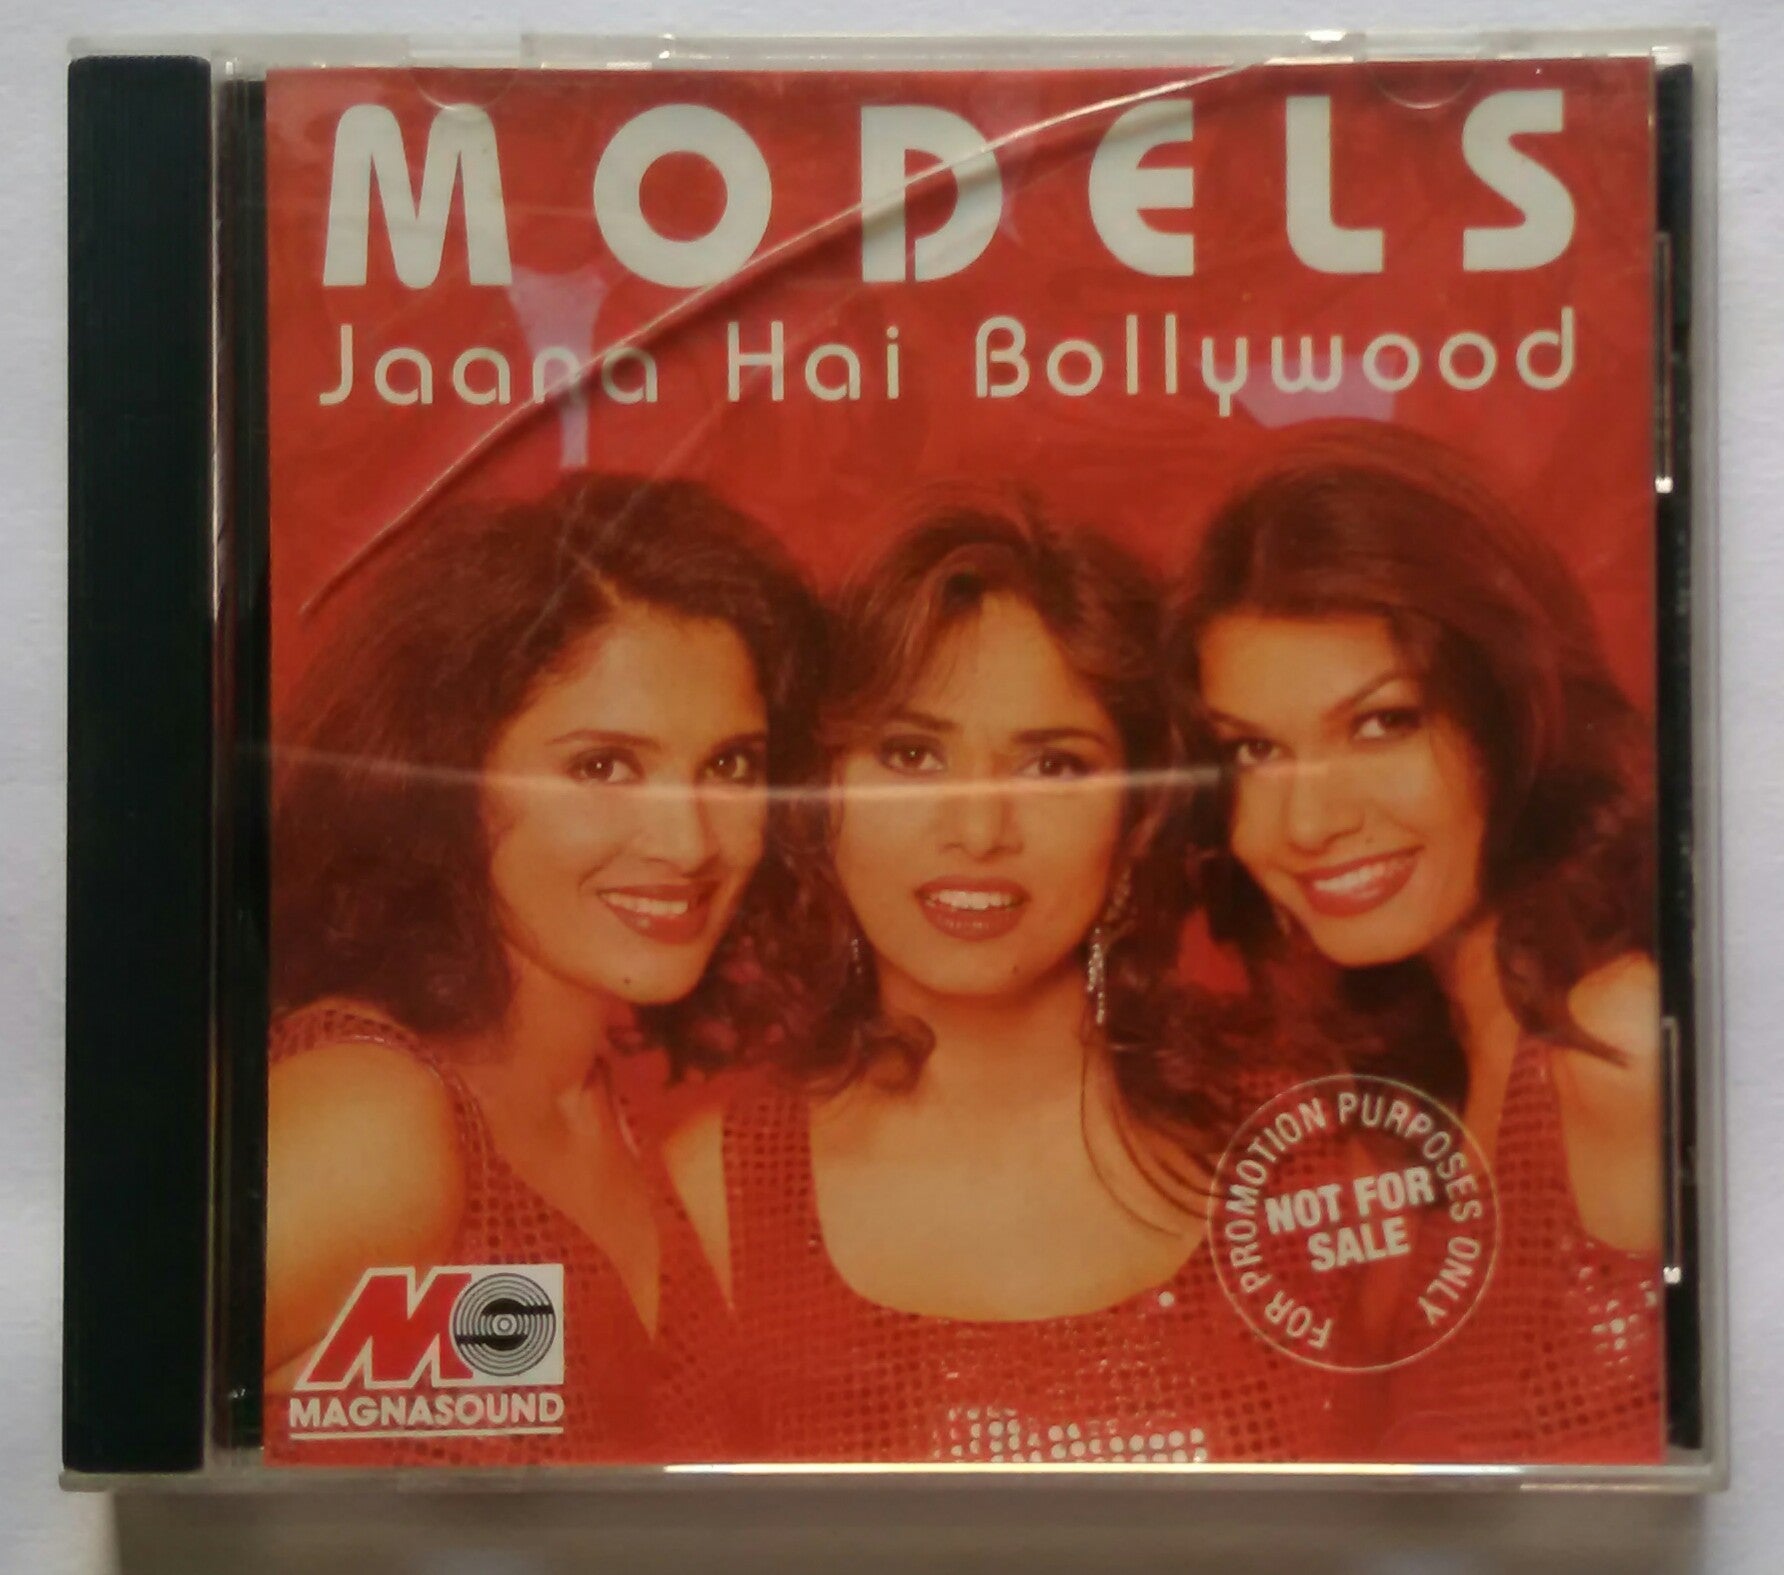 MODELS
Jaana Hai Bollywood
FOR PROMOTION PURPOSES ONLY
NOT FOR
SALE
MAGNASOUND